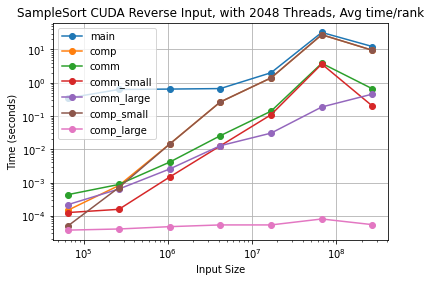 SampleSort CUDA Reverse Input, with 2048 Threads, Avg time/rank
main
comp
comm
comm_small
comm_large
comp_small
comp_large
Time (seconds)
10¹
10⁰
10⁻¹
10⁻²
10⁻³
10⁻⁴
10⁵
10⁶
10⁷
10⁸
Input Size